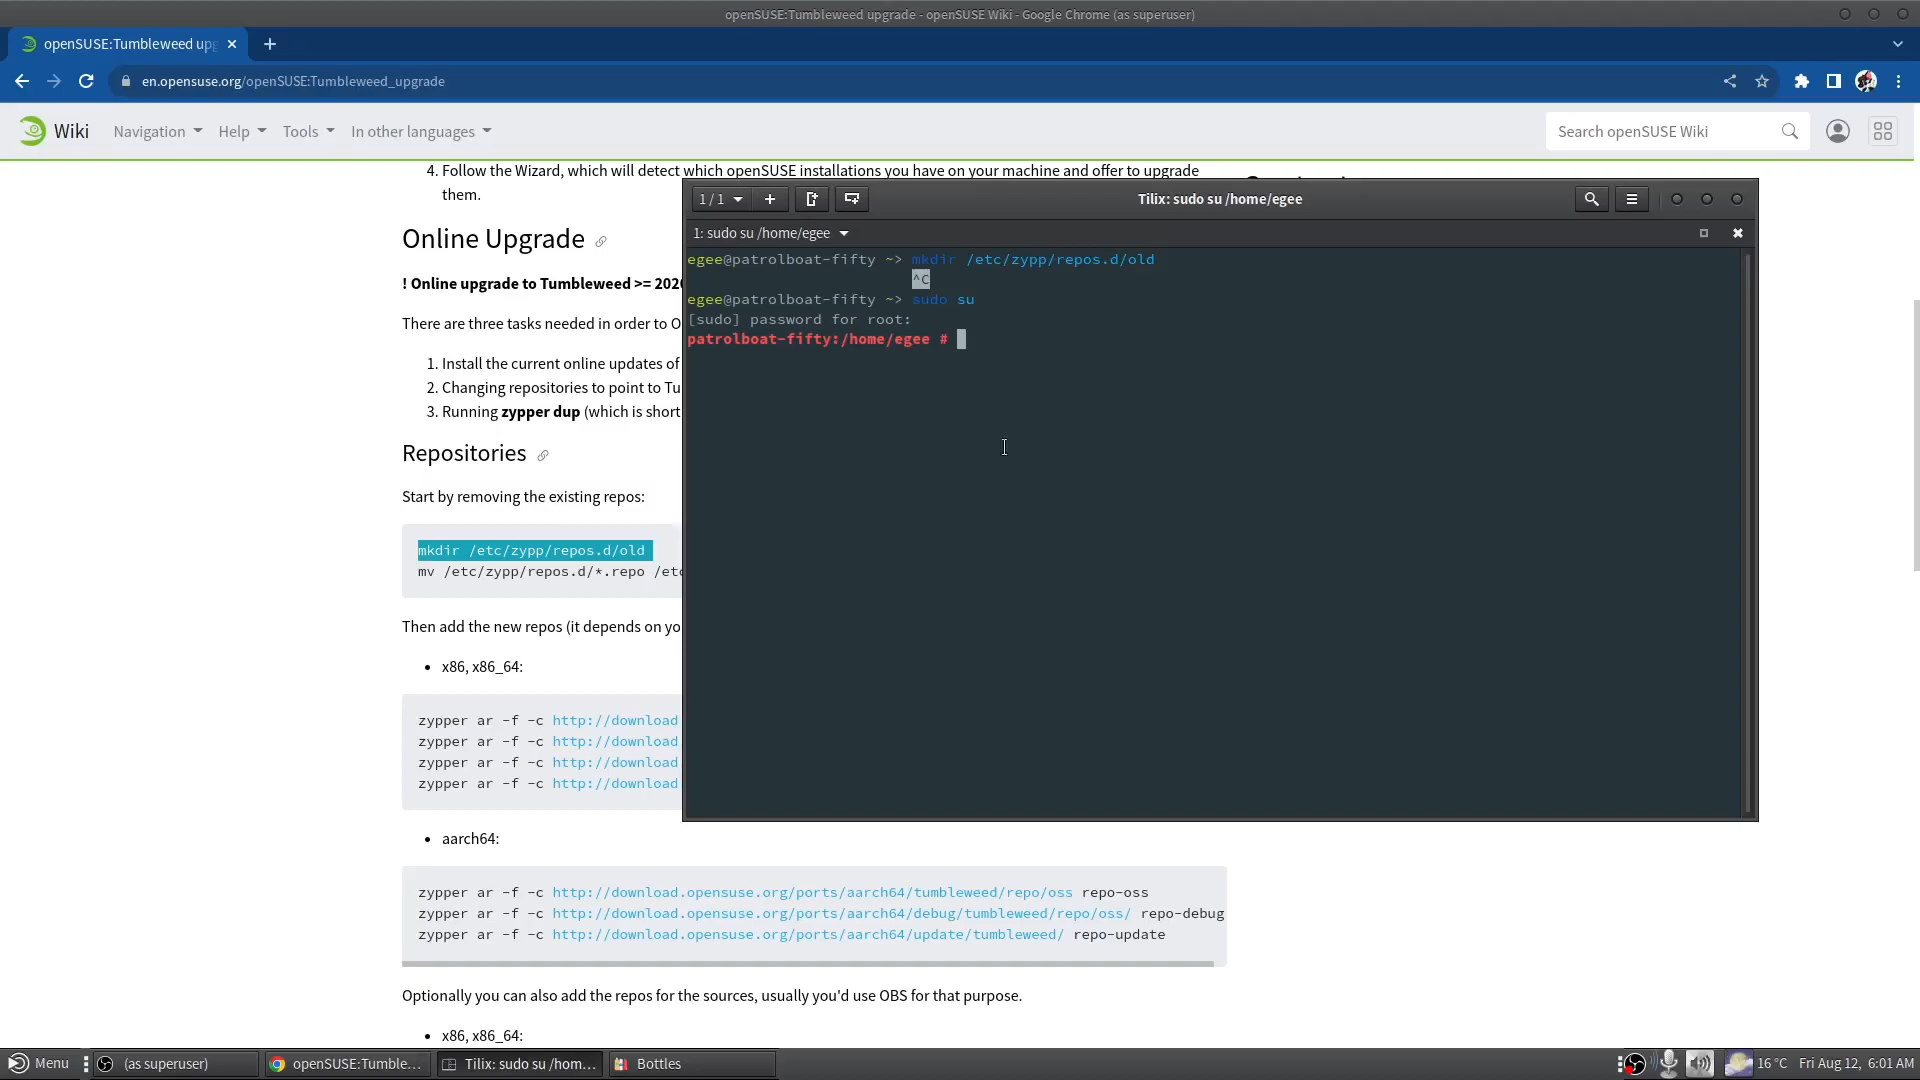 openSUSE:Tumbleweed upgrade - openSUSE Wiki - Google Chrome (as superuser)
openSUSE:Tumbleweed upg
en.opensuse.org/openSUSE:Tumbleweed_upgrade
Wiki
Navigation
Help
Tools
In other languages
Search openSUSE Wiki
4. Follow the Wizard, which will detect which openSUSE installations you have on your machine and offer to upgrade
them.
Online Upgrade
! Online upgrade to Tumbleweed >= 202
There are three tasks needed in order to O
1. Install the current online updates of
2. Changing repositories to point to Tu
3. Running zypper dup (which is short
Repositories
Start by removing the existing repos:
mkdir /etc/zypp/repos.d/old
mv /etc/zypp/repos.d/*.repo /etc
Then add the new repos (it depends on yo
• x86, x86_64:
zypper ar -f -c http://download.
zypper ar -f -c http://download.
zypper ar -f -c http://download.
zypper ar -f -c http://download.
• aarch64:
zypper ar -f -c http://download.opensuse.org/ports/aarch64/tumbleweed/repo/oss repo-oss
zypper ar -f -c http://download.opensuse.org/ports/aarch64/debug/tumbleweed/repo/oss/ repo-debug
zypper ar -f -c http://download.opensuse.org/ports/aarch64/update/tumbleweed/ repo-update
Optionally you can also add the repos for the sources, usually you'd use OBS for that purpose.
• x86, x86_64:
1 / 1
Tilix: sudo su /home/egee
1: sudo su /home/egee
egee@patrolboat-fifty ~> mkdir /etc/zypp/repos.d/old
^C
egee@patrolboat-fifty ~> sudo su
[sudo] password for root:
patrolboat-fifty:/home/egee #
Menu
(as superuser)
openSUSE:Tumble...
Tilix: sudo su /hom...
Bottles
16 °C
Fri Aug 12, 6:01 AM